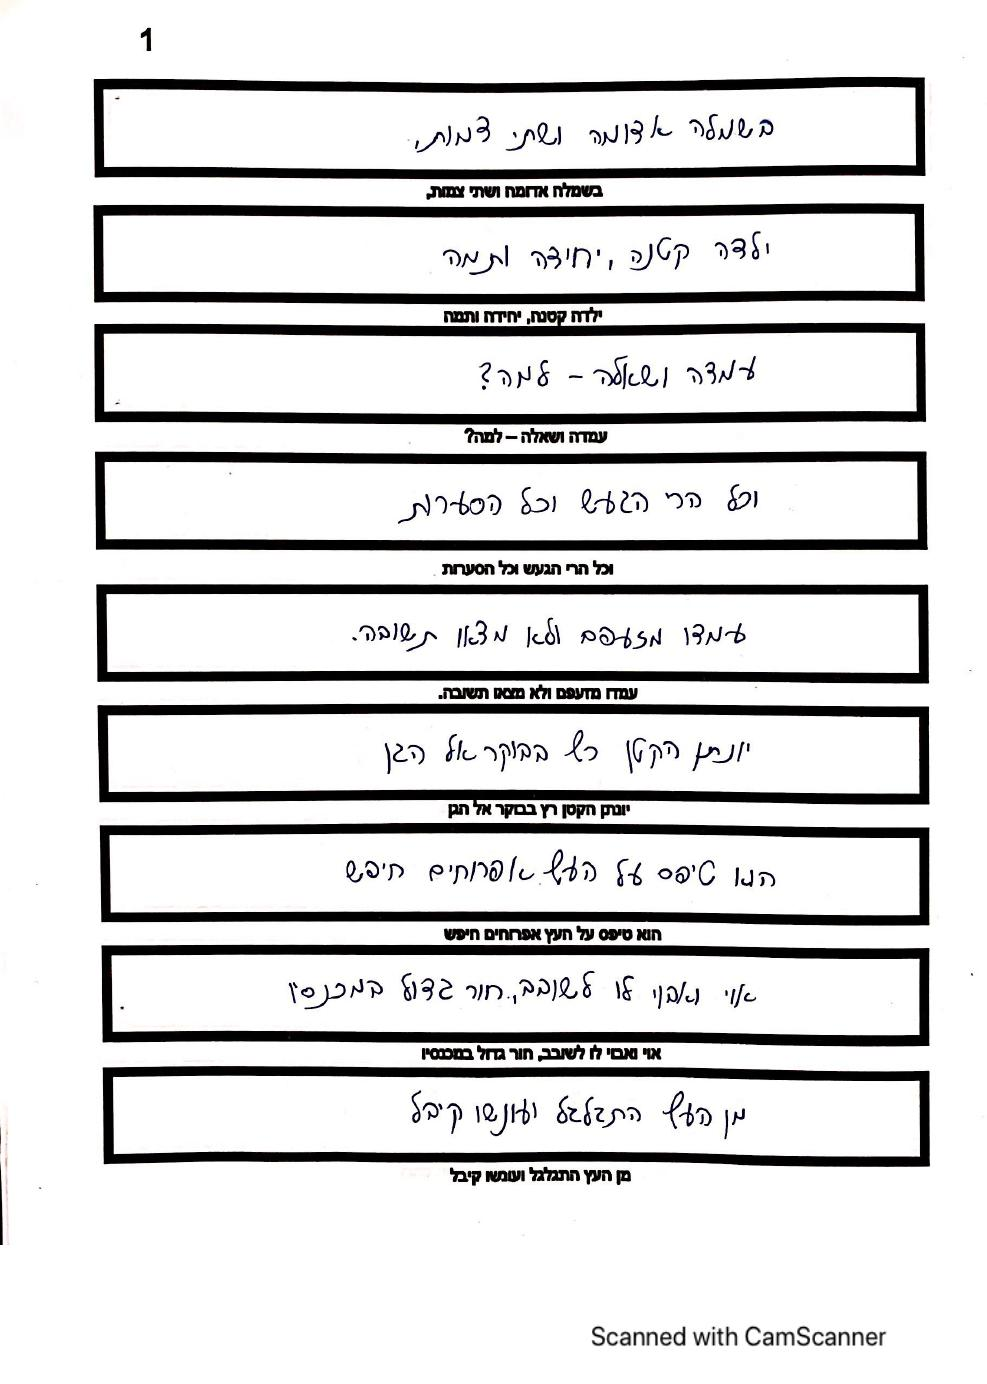 1
בשמלה אדומה ושתי צמות,
בשמלה אדומה ושתי צמות,
ילדה קטנה, יחידה ותמה
ילדה קטנה, יחידה ותמה
עמדה ושאלה – למה?
עמדה ושאלה – למה?
וכל הרי הגעש וכל הסערות
וכל הרי הגעש וכל הסערות
עמדו מזעפם ולא מצאו תשובה.
עמדו מזעפם ולא מצאו תשובה.
יונתן הקטן רץ בבוקר אל הגן
יונתן הקטן רץ בבוקר אל הגן
הוא טיפס על העץ אפרוחים חיפש
הוא טיפס על העץ אפרוחים חיפש
אוי ואבוי לו לשובב, חור גדול במכנסיו
אוי ואבוי לו לשובב, חור גדול במכנסיו
מן העץ התגלגל ועונשו קיבל
מן העץ התגלגל ועונשו קיבל
Scanned with CamScanner